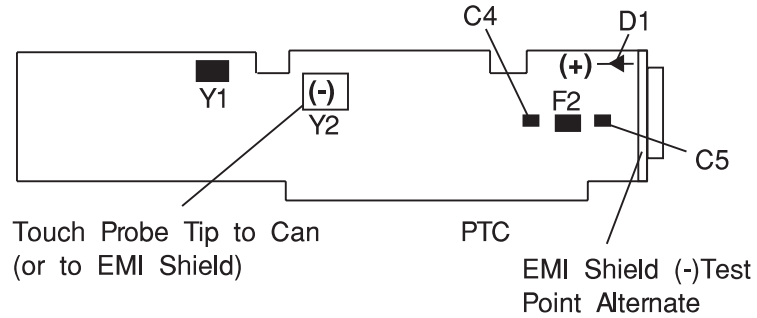 C4
D1
(+)
Y1
(-)
Y2
F2
C5
Touch Probe Tip to Can
(or to EMI Shield)
PTC
EMI Shield (-)Test
Point Alternate